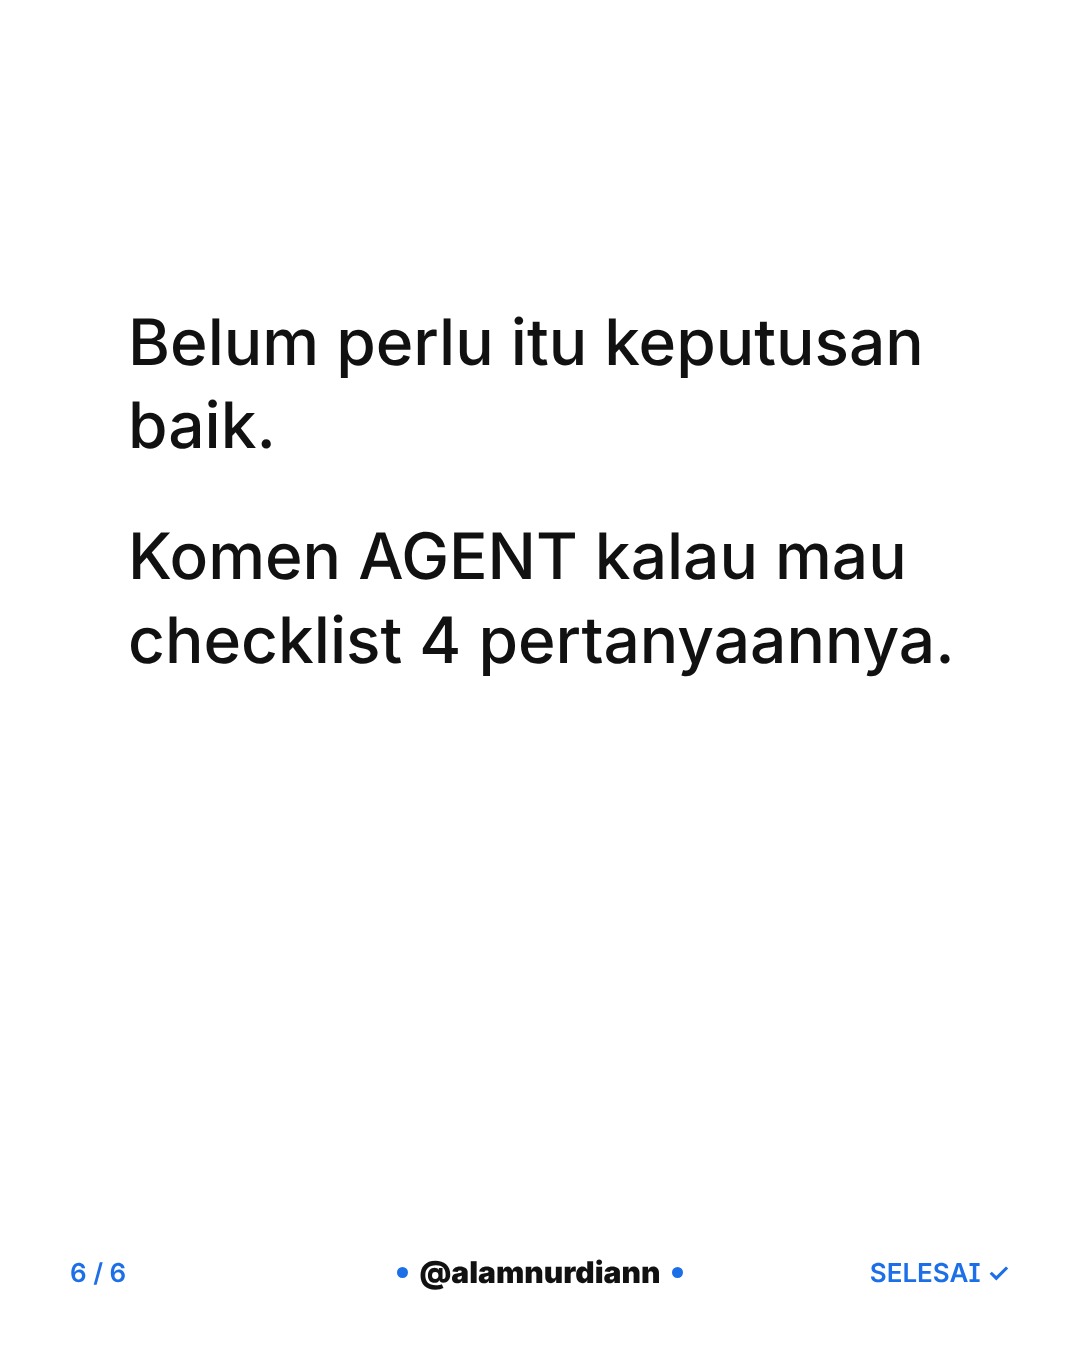 Belum perlu itu keputusan
baik.
Komen AGENT kalau mau
checklist 4 pertanyaannya.
6 / 6
• @alamnurdiann •
SELESAI ✓